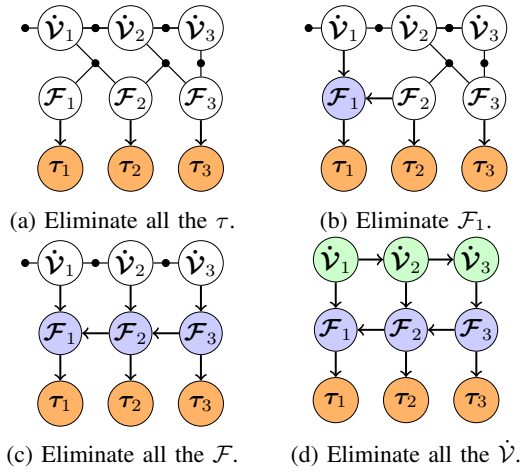 𝓥̇₁ 𝓥̇₂ 𝓥̇₃
𝓕₁ 𝓕₂ 𝓕₃
𝝉₁ 𝝉₂ 𝝉₃
(a) Eliminate all the τ.
𝓥̇₁ 𝓥̇₂ 𝓥̇₃
𝓕₁ 𝓕₂ 𝓕₃
𝝉₁ 𝝉₂ 𝝉₃
(b) Eliminate ℱ₁.
𝓥̇₁ 𝓥̇₂ 𝓥̇₃
𝓕₁ 𝓕₂ 𝓕₃
𝝉₁ 𝝉₂ 𝝉₃
(c) Eliminate all the ℱ.
𝓥̇₁ 𝓥̇₂ 𝓥̇₃
𝓕₁ 𝓕₂ 𝓕₃
𝝉₁ 𝝉₂ 𝝉₃
(d) Eliminate all the 𝒱̇.